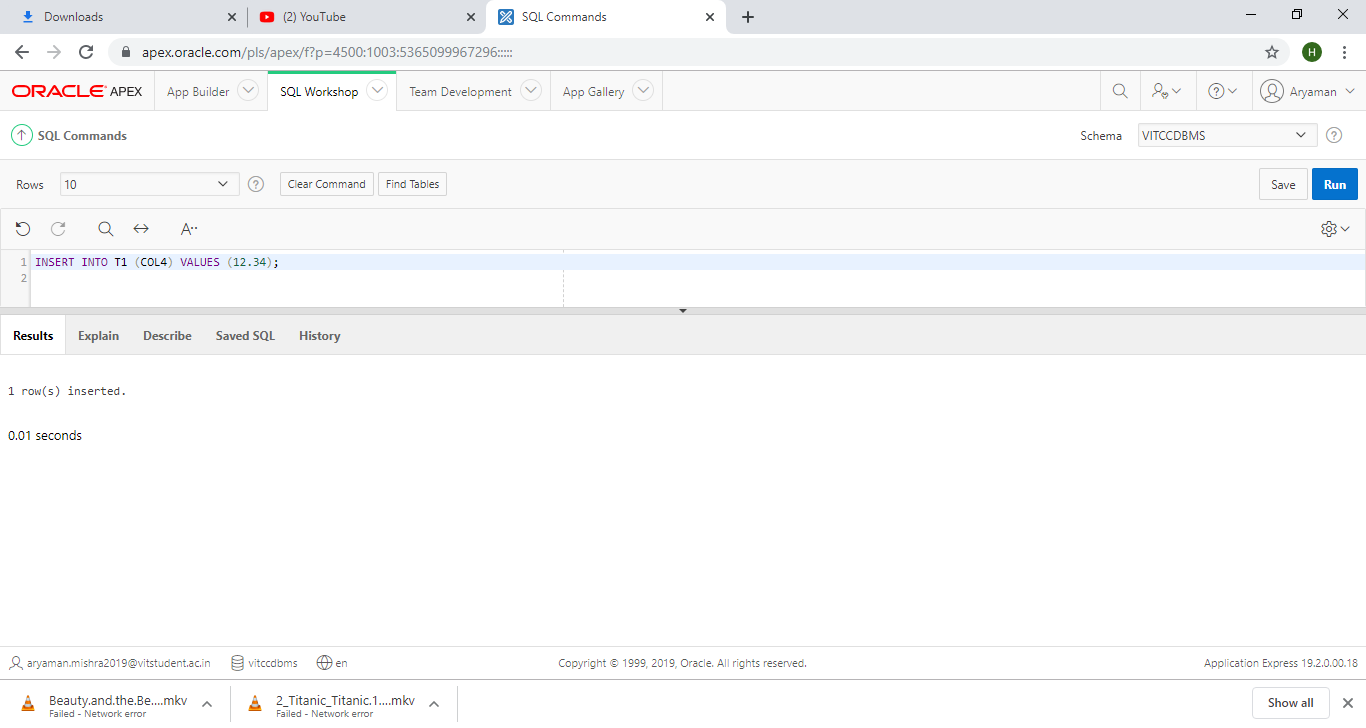 Downloads
(2) YouTube
SQL Commands
apex.oracle.com/pls/apex/f?p=4500:1003:5365099967296:::::
H
ORACLE APEX
App Builder
SQL Workshop
Team Development
App Gallery
Aryaman
SQL Commands
Schema
VITCCDBMS
Rows
10
Clear Command
Find Tables
Save
Run
A
1 INSERT INTO T1 (COL4) VALUES (12.34);
2
Results
Explain
Describe
Saved SQL
History
1 row(s) inserted.
0.01 seconds
aryaman.mishra2019@vitstudent.ac.in
vitccdbms
en
Copyright © 1999, 2019, Oracle. All rights reserved.
Application Express 19.2.0.00.18
Beauty.and.the.Be....mkv
Failed - Network error
2_Titanic_Titanic.1....mkv
Failed - Network error
Show all